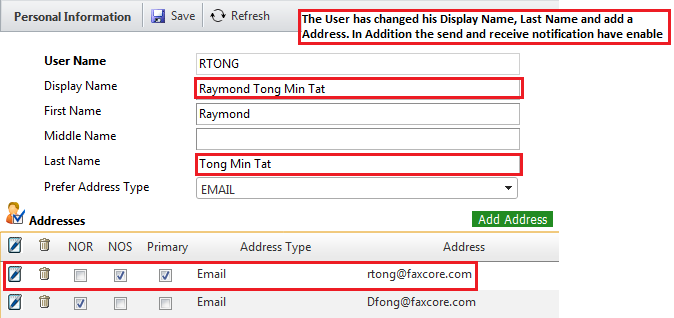 Personal Information Save Refresh
The User has changed his Display Name, Last Name and add a
Address. In Addition the send and receive notification have enable
User Name RTONG
Display Name Raymond Tong Min Tat
First Name Raymond
Middle Name
Last Name Tong Min Tat
Prefer Address Type EMAIL
Addresses Add Address
NOR NOS Primary Address Type Address
Email rtong@faxcore.com
Email Dfong@faxcore.com